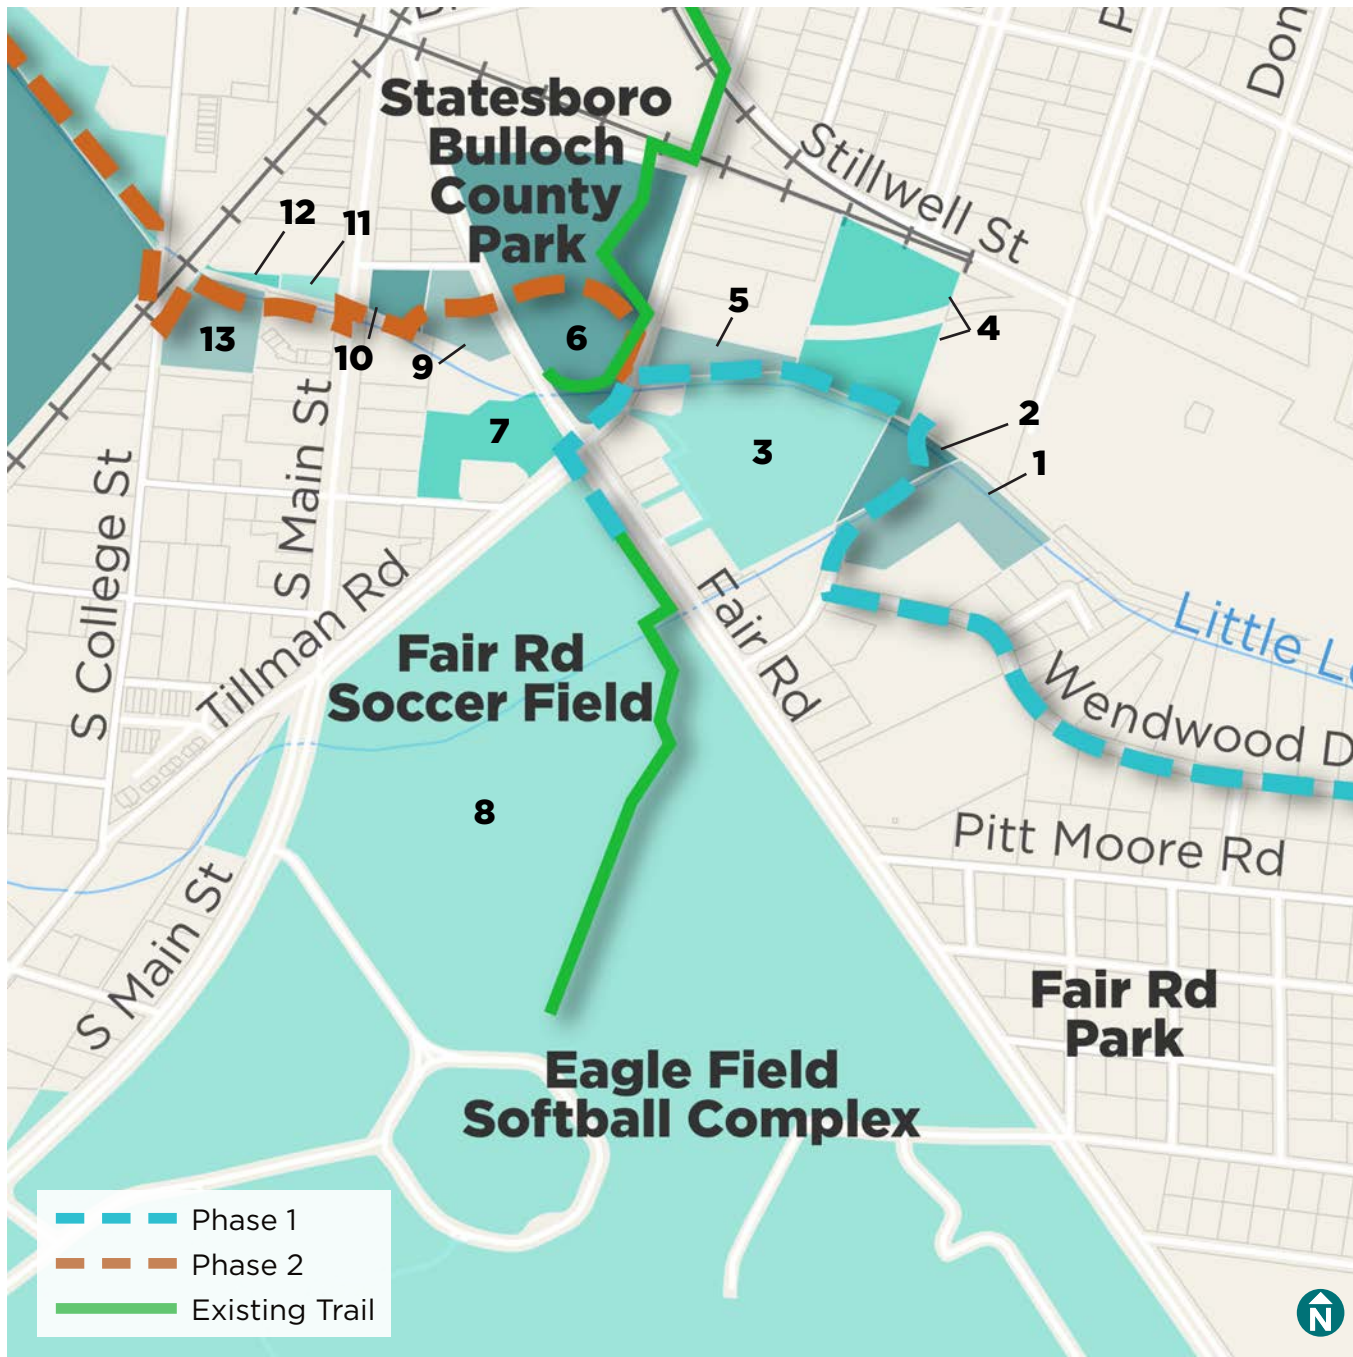 Don
Statesboro
Bulloch
County
Park
Stillwell St
12
11
5
4
13
10
9
6
7
3
2
1
S College St
S Main St
Tillman Rd
Fair Rd
Little Lo
Fair Rd
Soccer Field
Wendwood D
8
Pitt Moore Rd
S Main St
Fair Rd
Park
Eagle Field
Softball Complex
Phase 1
Phase 2
Existing Trail
N